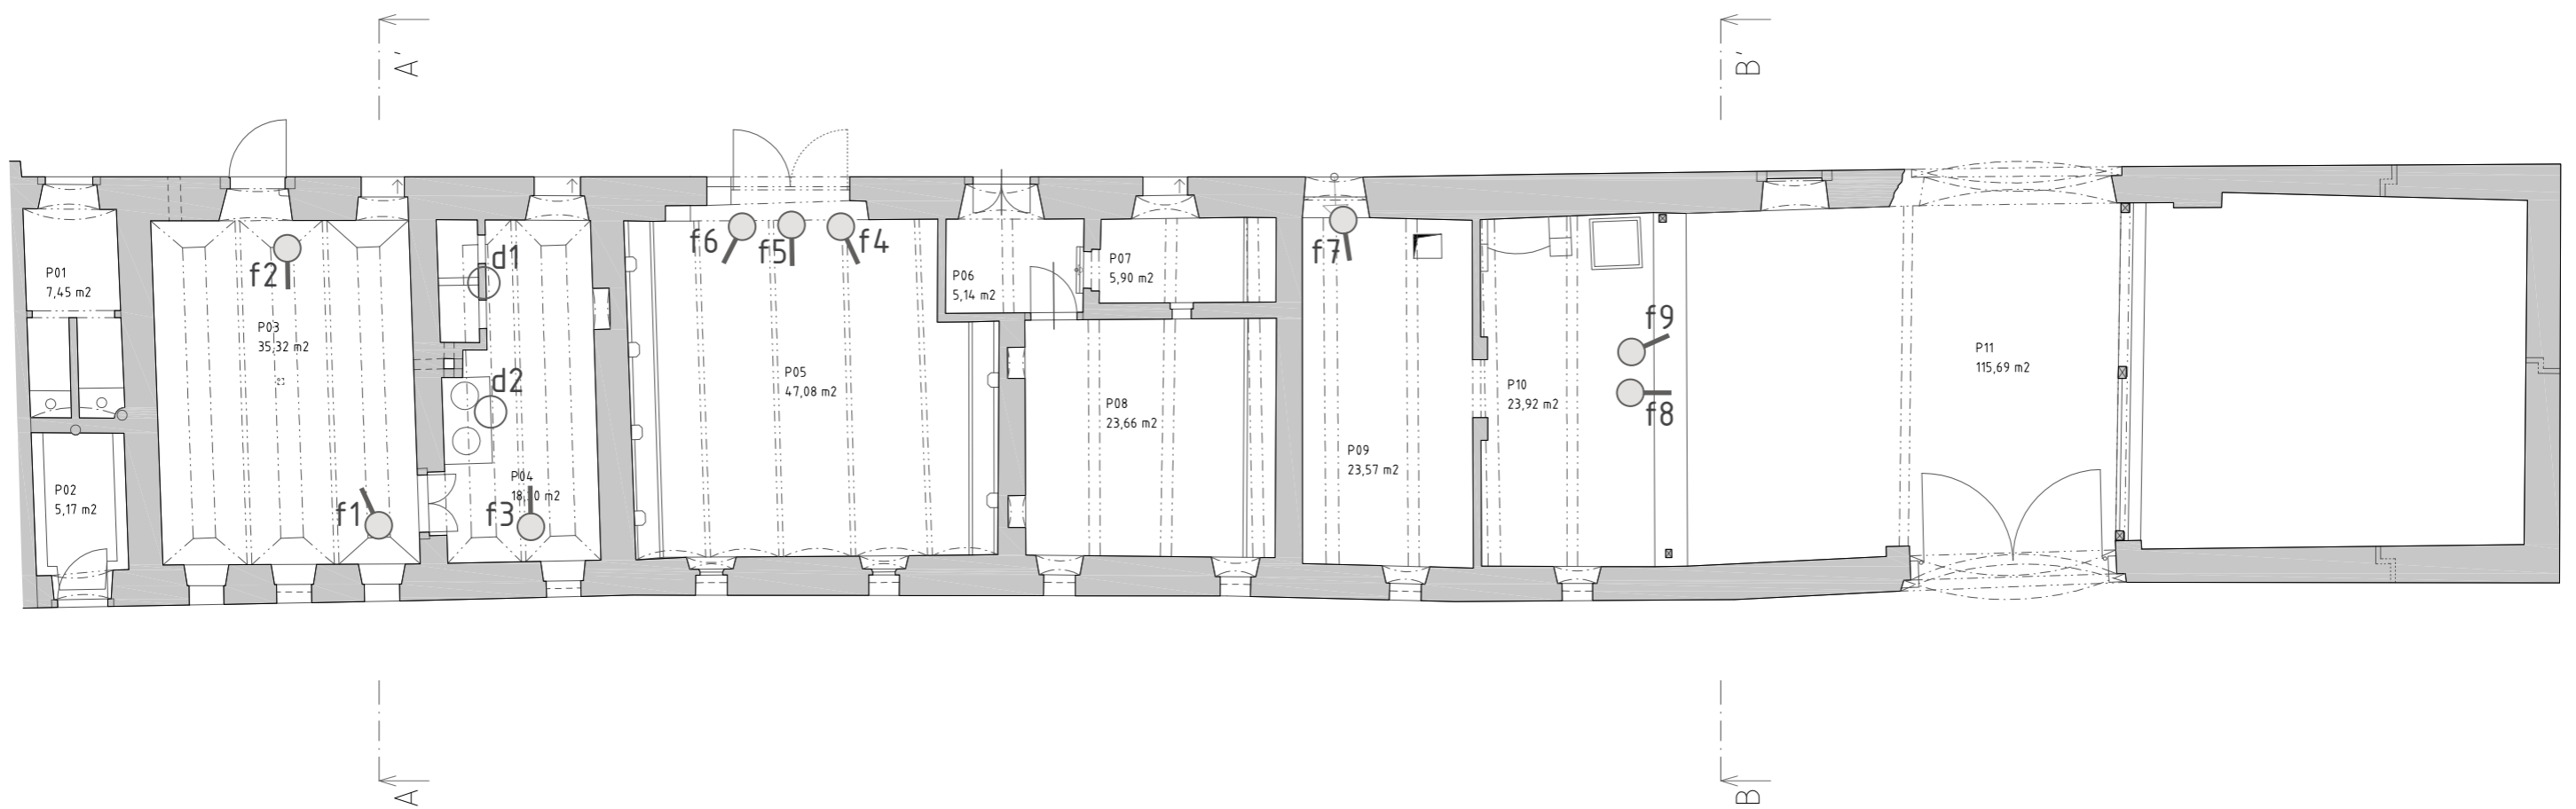 A'
B'
f6
f5
f4
f2
d1
f7
P01
7,45 m2
P06
5,14 m2
P07
5,90 m2
P03
35,32 m2
f9
P11
115,69 m2
d2
P05
47,08 m2
P10
23,92 m2
P08
23,66 m2
f8
P09
23,57 m2
P02
5,17 m2
f1
P04
f3
A
B